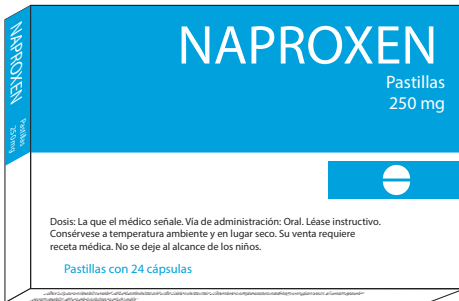 NAPROXEN
Pastillas
250 mg
NAPROXEN
Pastillas
250 mg
Dosis: La que el médico señale. Vía de administración: Oral. Léase instructivo.
Consérvese a temperatura ambiente y en lugar seco. Su venta requiere
receta médica. No se deje al alcance de los niños.
Pastillas con 24 cápsulas